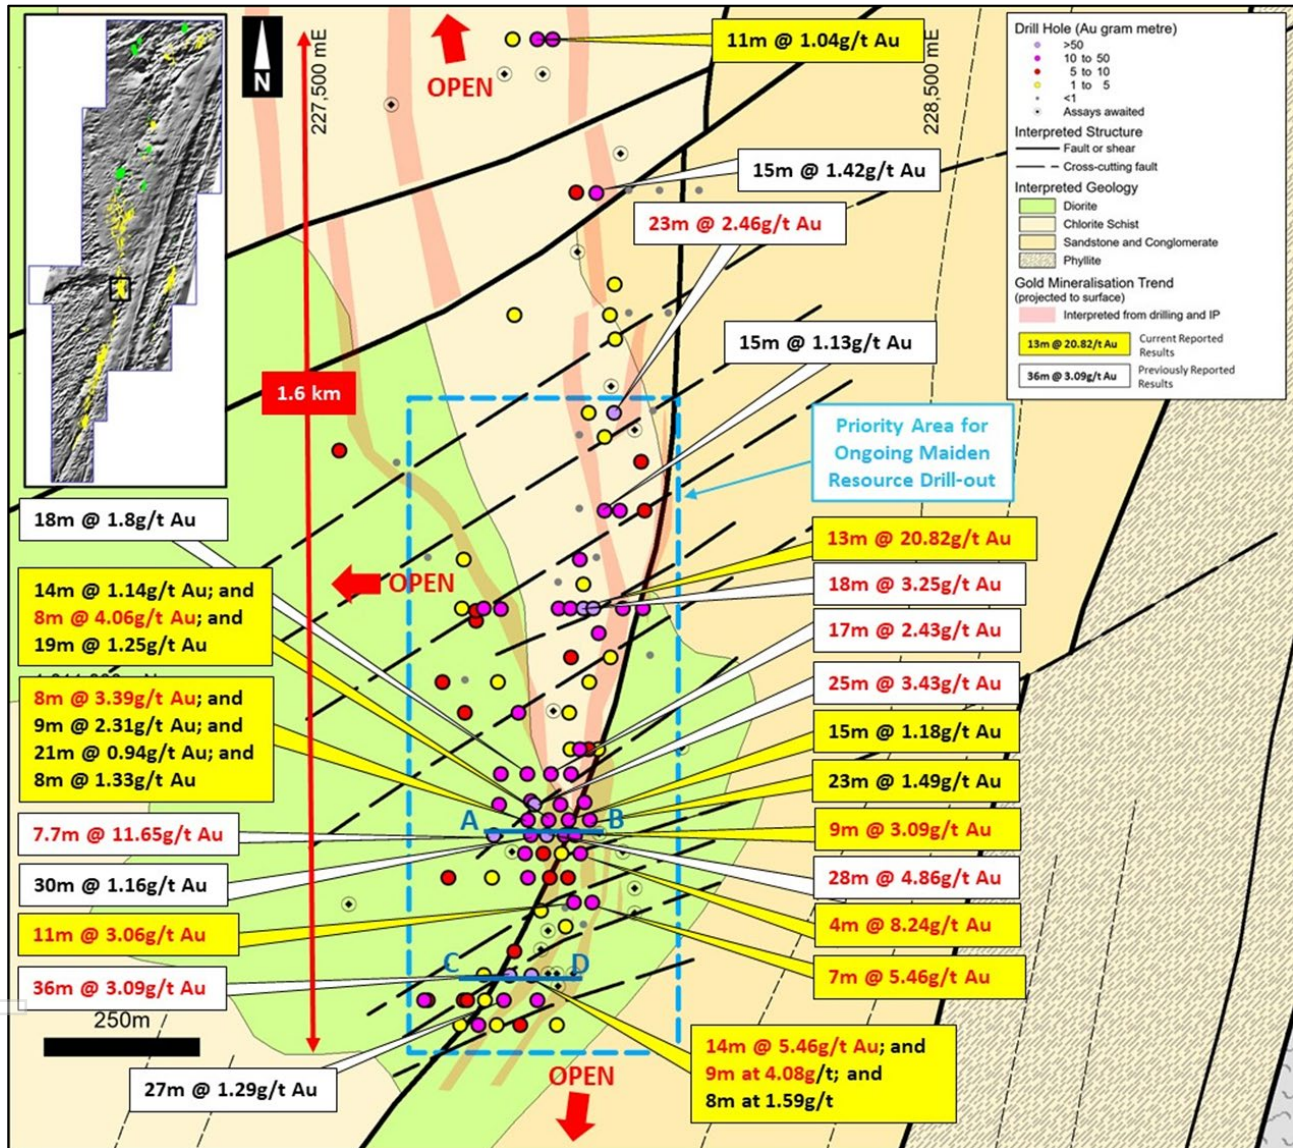 11m @ 1.04g/t Au
N
OPEN
227,500 mE
228,500 mE
15m @ 1.42g/t Au
23m @ 2.46g/t Au
15m @ 1.13g/t Au
1.6 km
Priority Area for
Ongoing Maiden
Resource Drill-out
Drill Hole (Au gram metre)
>50
10 to 50
5 to 10
1 to 5
<1
Assays awaited
Interpreted Structure
Fault or shear
Cross-cutting fault
Interpreted Geology
Diorite
Chlorite Schist
Sandstone and Conglomerate
Phyllite
Gold Mineralisation Trend
(projected to surface)
Interpreted from drilling and IP
13m @ 20.82/t Au
Current Reported
Results
36m @ 3.09g/t Au
Previously Reported
Results
18m @ 1.8g/t Au
OPEN
14m @ 1.14g/t Au; and
8m @ 4.06g/t Au; and
19m @ 1.25g/t Au
8m @ 3.39g/t Au; and
9m @ 2.31g/t Au; and
21m @ 0.94g/t Au; and
8m @ 1.33g/t Au
7.7m @ 11.65g/t Au
30m @ 1.16g/t Au
11m @ 3.06g/t Au
36m @ 3.09g/t Au
250m
27m @ 1.29g/t Au
13m @ 20.82g/t Au
18m @ 3.25g/t Au
17m @ 2.43g/t Au
25m @ 3.43g/t Au
15m @ 1.18g/t Au
23m @ 1.49g/t Au
9m @ 3.09g/t Au
28m @ 4.86g/t Au
4m @ 8.24g/t Au
7m @ 5.46g/t Au
A
B
C
D
14m @ 5.46g/t Au; and
9m at 4.08g/t; and
8m at 1.59g/t
OPEN